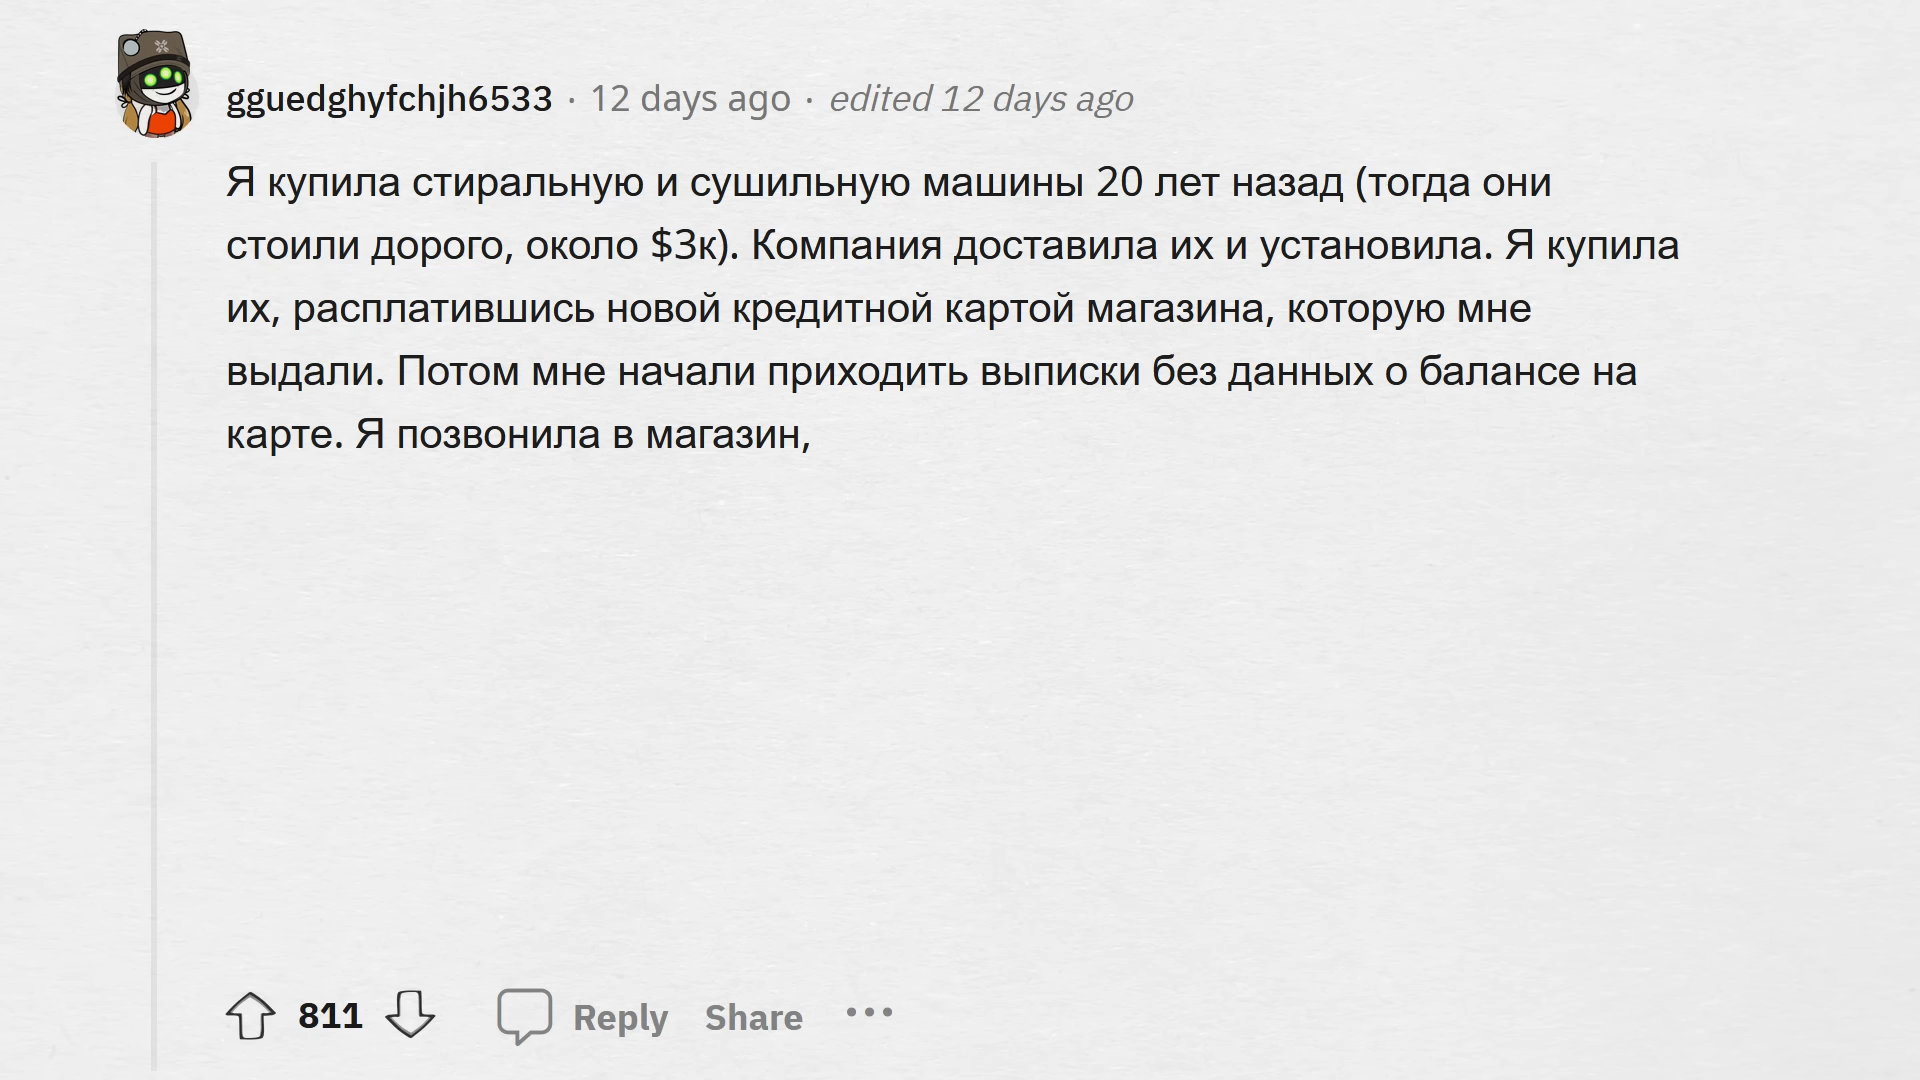 gguedghyfchjh6533 · 12 days ago · edited 12 days ago
Я купила стиральную и сушильную машины 20 лет назад (тогда они
стоили дорого, около $3к). Компания доставила их и установила. Я купила
их, расплатившись новой кредитной картой магазина, которую мне
выдали. Потом мне начали приходить выписки без данных о балансе на
карте. Я позвонила в магазин,
811 Reply Share •••